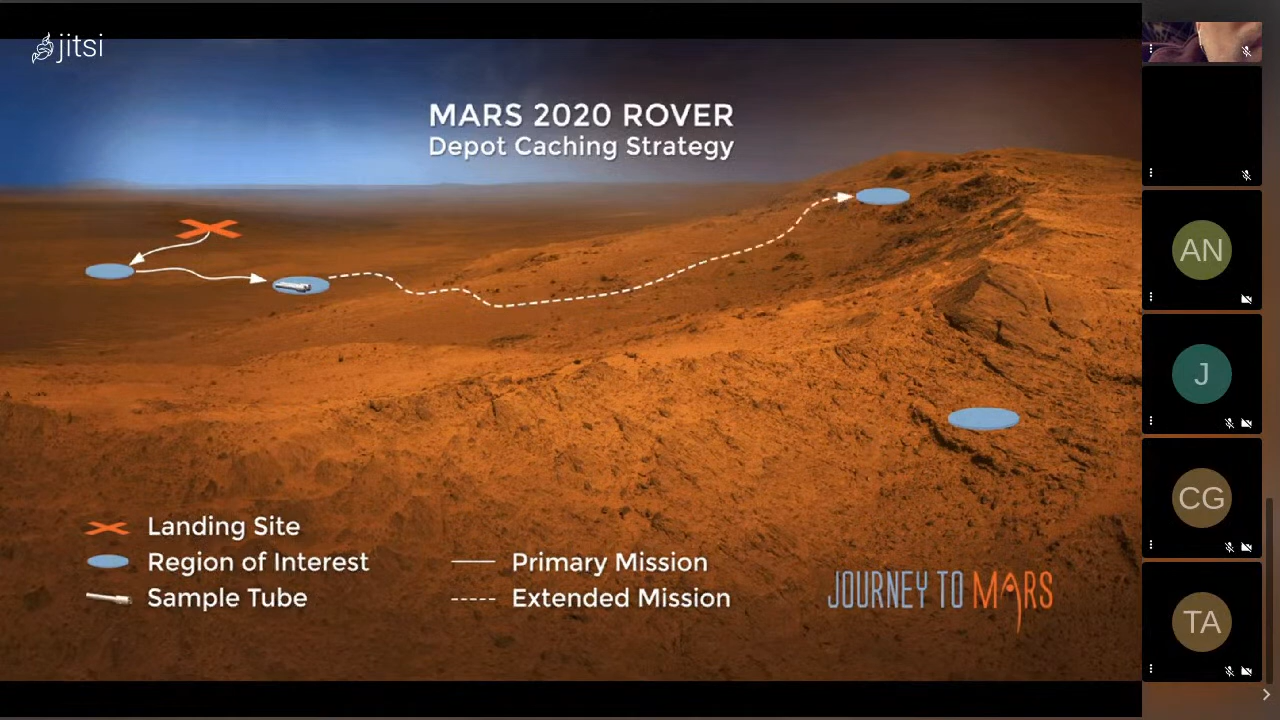 jitsi
MARS 2020 ROVER
Depot Caching Strategy
Landing Site
Region of Interest
Sample Tube
Primary Mission
Extended Mission
JOURNEY TO MARS
AN
J
CG
TA